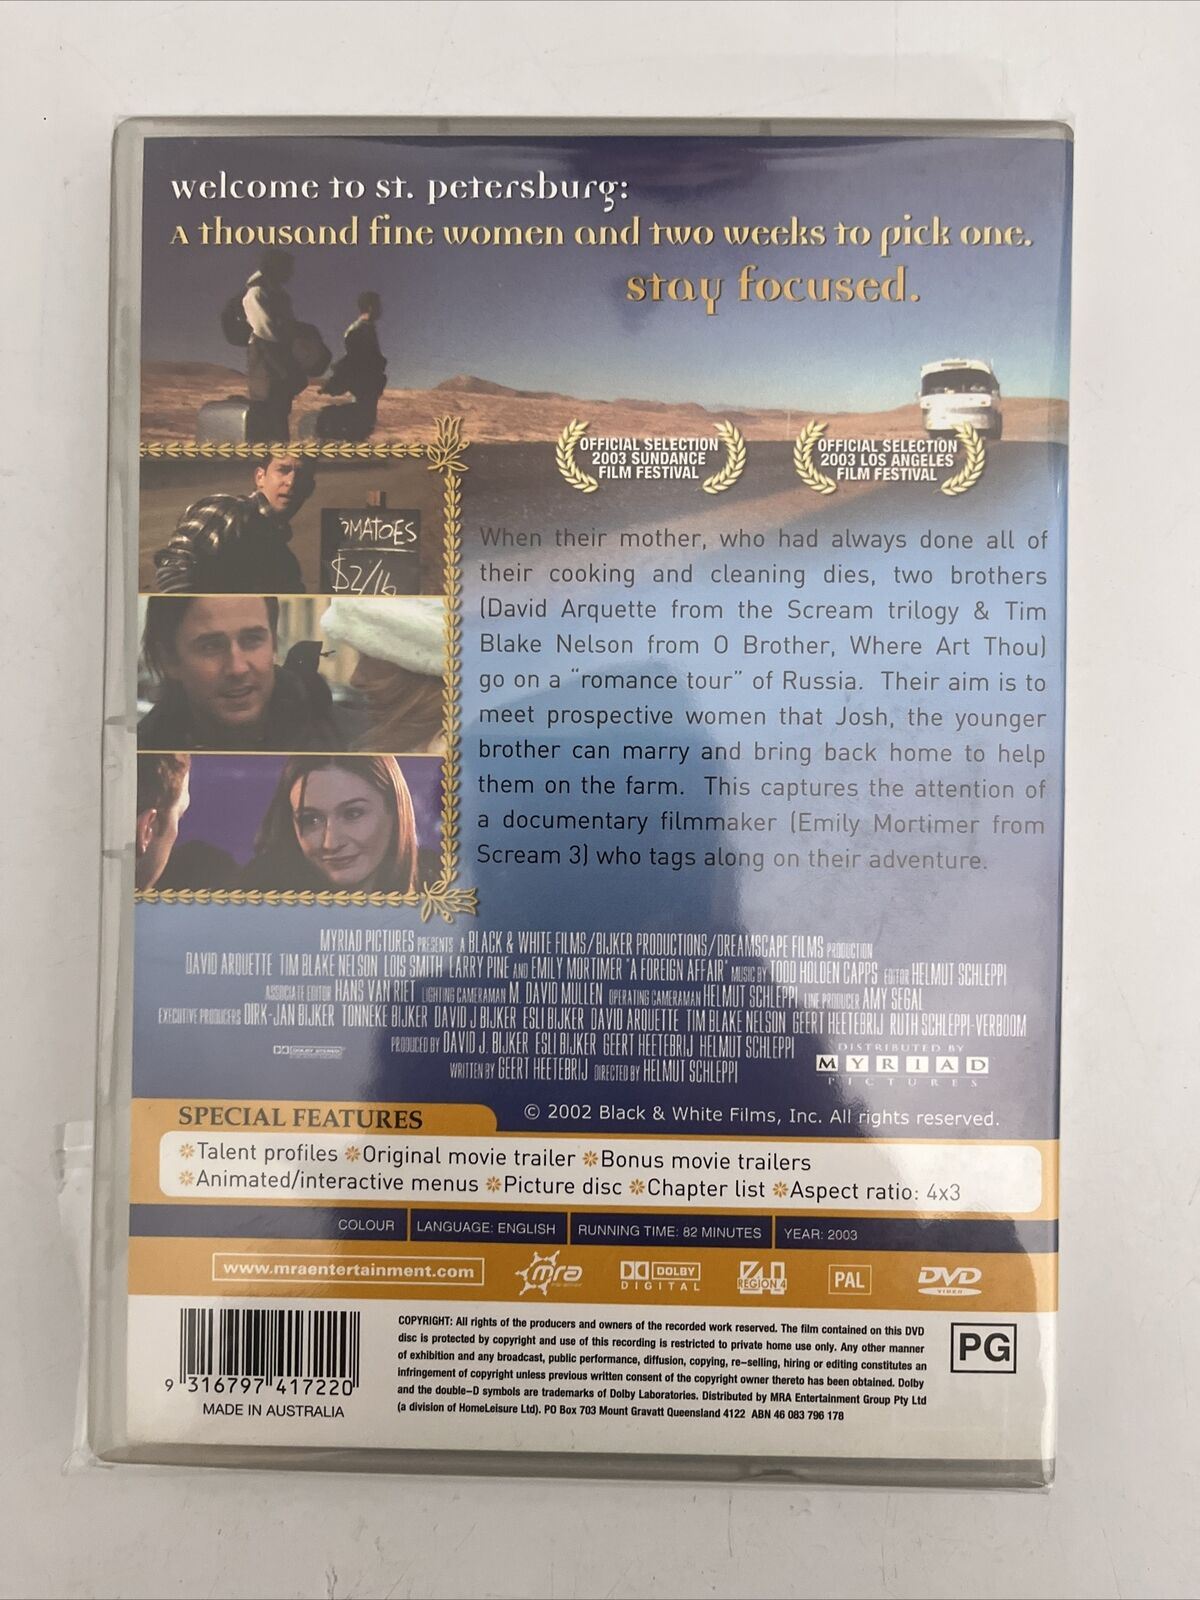 welcome to st. petersburg:
A thousand fine women and two weeks to pick one.
stay focused.
OFFICIAL SELECTION
2003 SUNDANCE
FILM FESTIVAL
OFFICIAL SELECTION
2003 LOS ANGELES
FILM FESTIVAL
OMATOES
$2/1b
When their mother, who had always done all of
their cooking and cleaning dies, two brothers
(David Arquette from the Scream trilogy & Tim
Blake Nelson from O Brother, Where Art Thou)
go on a “romance tour” of Russia. Their aim is to
meet prospective women that Josh, the younger
brother can marry and bring back home to help
them on the farm. This captures the attention of
a documentary filmmaker (Emily Mortimer from
Scream 3) who tags along on their adventure.
MYRIAD PICTURES PRESENTS A BLACK & WHITE FILMS/BIJKER PRODUCTIONS/DREAMSCAPE FILMS PRODUCTION
DAVID ARQUETTE TIM BLAKE NELSON LOIS SMITH LARRY PINE AND EMILY MORTIMER 'A FOREIGN AFFAIR' MUSIC BY TODD HOLDEN CAPPS EDITOR HELMUT SCHLEPPI
ASSOCIATE EDITOR HANS VAN RIET LIGHTING CAMERAMAN M. DAVID MULLEN OPERATING CAMERAMAN HELMUT SCHLEPPI LINE PRODUCER AMY SEGAL
EXECUTIVE PRODUCERS DIRK-JAN BIJKER TONNEKE BIJKER DAVID J BIJKER ESLI BIJKER DAVID ARQUETTE TIM BLAKE NELSON GEERT HEETEBRIJ RUTH SCHLEPPI-VERBOOM
DOLBY STEREO PRODUCED BY DAVID J. BIJKER ESLI BIJKER GEERT HEETEBRIJ HELMUT SCHLEPPI
WRITTEN BY GEERT HEETEBRIJ DIRECTED BY HELMUT SCHLEPPI
DISTRIBUTED BY
MYRIAD
PICTURES
SPECIAL FEATURES
© 2002 Black & White Films, Inc. All rights reserved.
Talent profiles Original movie trailer Bonus movie trailers
Animated/interactive menus Picture disc Chapter list Aspect ratio: 4x3
COLOUR LANGUAGE: ENGLISH RUNNING TIME: 82 MINUTES YEAR: 2003
www.mraentertainment.com mra DOLBY DIGITAL 4 REGION 4 PAL DVD VIDEO
COPYRIGHT: All rights of the producers and owners of the recorded work reserved. The film contained on this DVD
disc is protected by copyright and use of this recording is restricted to private home use only. Any other manner
of exhibition and any broadcast, public performance, diffusion, copying, re-selling, hiring or editing constitutes an
infringement of copyright unless previous written consent of the copyright owner thereto has been obtained. Dolby
and the double-D symbols are trademarks of Dolby Laboratories. Distributed by MRA Entertainment Group Pty Ltd
(a division of HomeLeisure Ltd). PO Box 703 Mount Gravatt Queensland 4122 ABN 46 083 796 178
PG
9 316797 417220
MADE IN AUSTRALIA